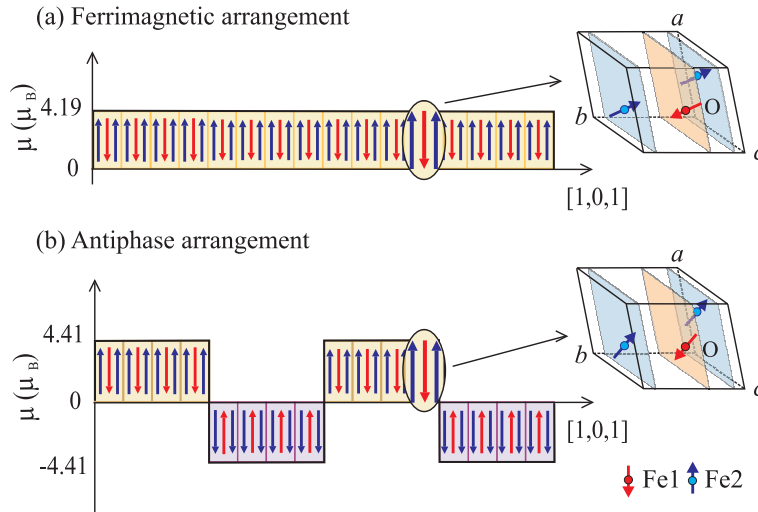 (a) Ferrimagnetic arrangement
a
μ (μB)
4.19
0
b
O
c
[1,0,1]
(b) Antiphase arrangement
a
μ (μB)
4.41
0
-4.41
b
O
c
[1,0,1]
Fe1 Fe2